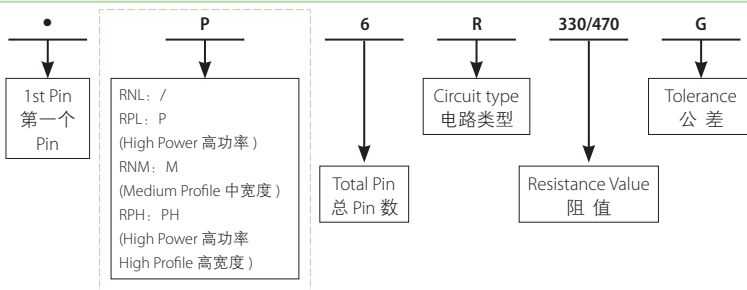 • P 6 R 330/470 G
1st Pin
第一个
Pin
RNL：/
RPL：P
(High Power 高功率 )
RNM：M
(Medium Profile 中宽度 )
RPH：PH
(High Power 高功率
High Profile 高宽度 )
Total Pin
总 Pin 数
Circuit type
电路类型
Resistance Value
阻 值
Tolerance
公 差